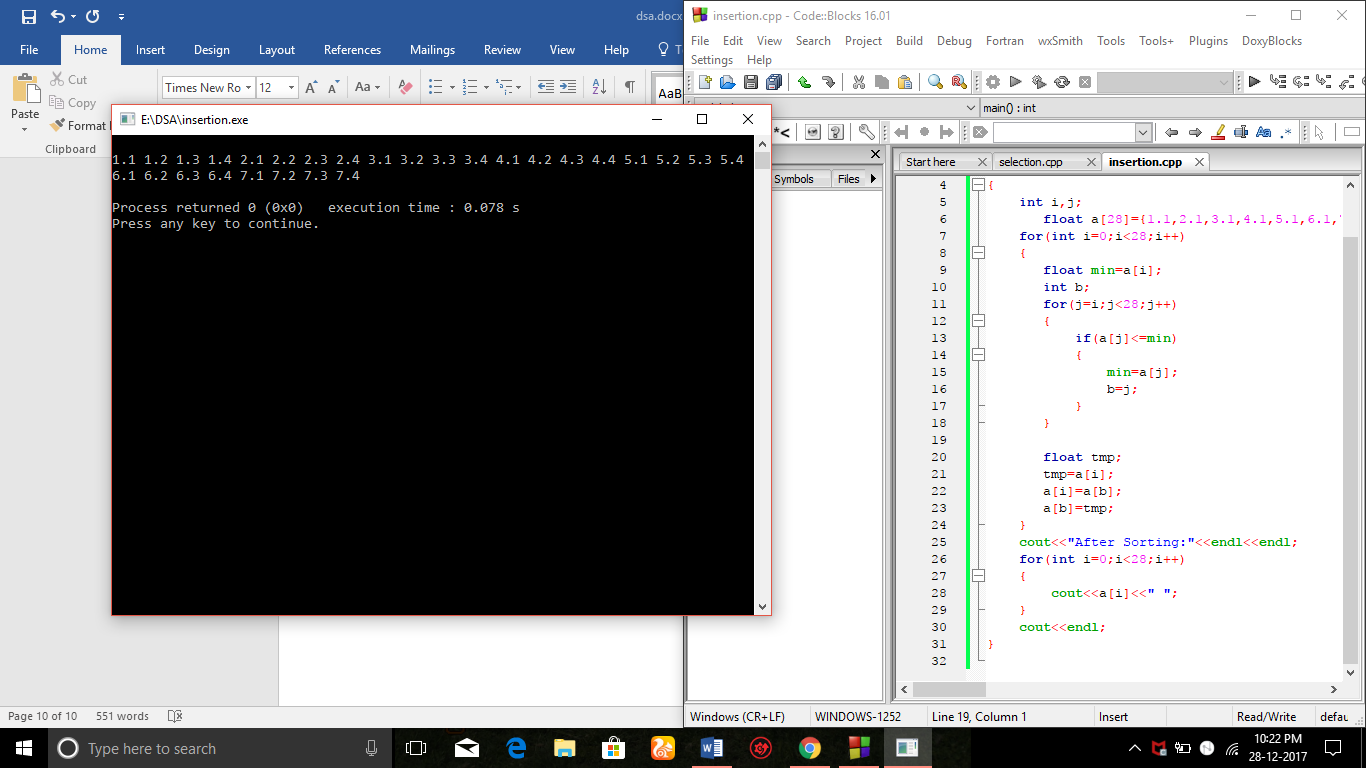 dsa.docx
File Home Insert Design Layout References Mailings Review View Help
Cut
Copy
Paste
Format
Clipboard
Times New Ro 12
Aa
AaB
E:\DSA\insertion.exe
1.1 1.2 1.3 1.4 2.1 2.2 2.3 2.4 3.1 3.2 3.3 3.4 4.1 4.2 4.3 4.4 5.1 5.2 5.3 5.4
6.1 6.2 6.3 6.4 7.1 7.2 7.3 7.4
Process returned 0 (0x0)   execution time : 0.078 s
Press any key to continue.
Page 10 of 10 551 words
insertion.cpp - Code::Blocks 16.01
File Edit View Search Project Build Debug Fortran wxSmith Tools Tools+ Plugins DoxyBlocks
Settings Help
main() : int
*<
Aa .*
Symbols Files
Start here selection.cpp insertion.cpp
4 {
5 int i,j;
6 float a[28]={1.1,2.1,3.1,4.1,5.1,6.1,
7 for(int i=0;i<28;i++)
8 {
9 float min=a[i];
10 int b;
11 for(j=i;j<28;j++)
12 {
13 if(a[j]<=min)
14 {
15 min=a[j];
16 b=j;
17 }
18 }
19
20 float tmp;
21 tmp=a[i];
22 a[i]=a[b];
23 a[b]=tmp;
24 }
25 cout<<"After Sorting:"<<endl<<endl;
26 for(int i=0;i<28;i++)
27 {
28 cout<<a[i]<<" ";
29 }
30 cout<<endl;
31 }
32
Windows (CR+LF) WINDOWS-1252 Line 19, Column 1 Insert Read/Write defau
Type here to search
10:22 PM
28-12-2017